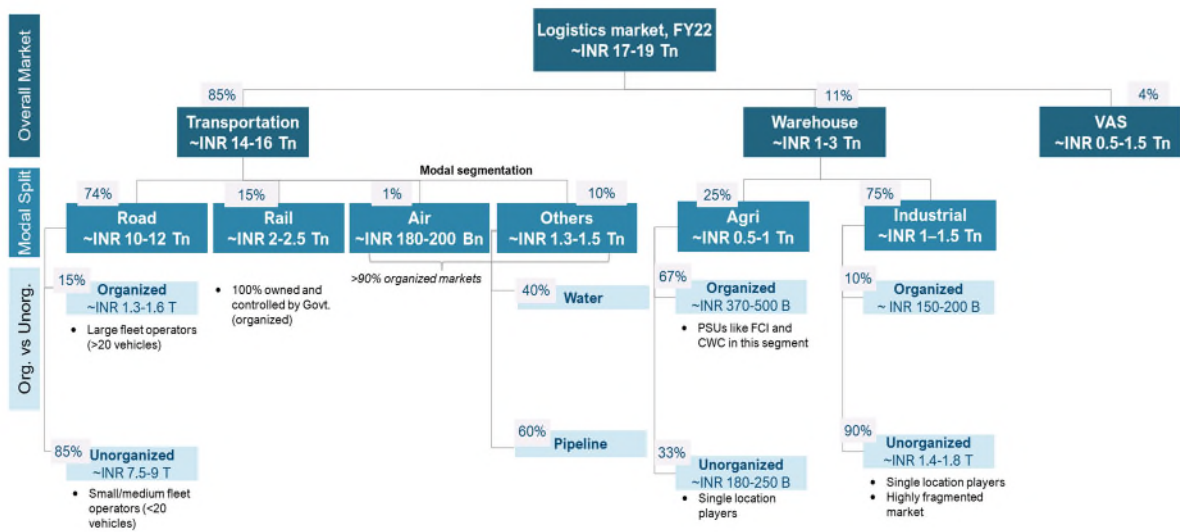 Overall Market
Logistics market, FY22
~INR 17-19 Tn
85%
11%
4%
Transportation
~INR 14-16 Tn
Warehouse
~INR 1-3 Tn
VAS
~INR 0.5-1.5 Tn
Modal Split
Modal segmentation
74%
15%
1%
10%
25%
75%
Road
~INR 10-12 Tn
Rail
~INR 2-2.5 Tn
Air
~INR 180-200 Bn
Others
~INR 1.3-1.5 Tn
Agri
~INR 0.5-1 Tn
Industrial
~INR 1–1.5 Tn
>90% organized markets
Org. vs Unorg.
15%
Organized
~INR 1.3-1.6 T
• Large fleet operators
(>20 vehicles)
• 100% owned and
controlled by Govt.
(organized)
40%
Water
67%
Organized
~INR 370-500 B
• PSUs like FCI and
CWC in this segment
10%
Organized
~ INR 150-200 B
85%
Unorganized
~INR 7.5-9 T
• Small/medium fleet
operators (<20
vehicles)
60%
Pipeline
33%
Unorganized
~INR 180-250 B
• Single location
players
90%
Unorganized
~INR 1.4-1.8 T
• Single location players
• Highly fragmented
market